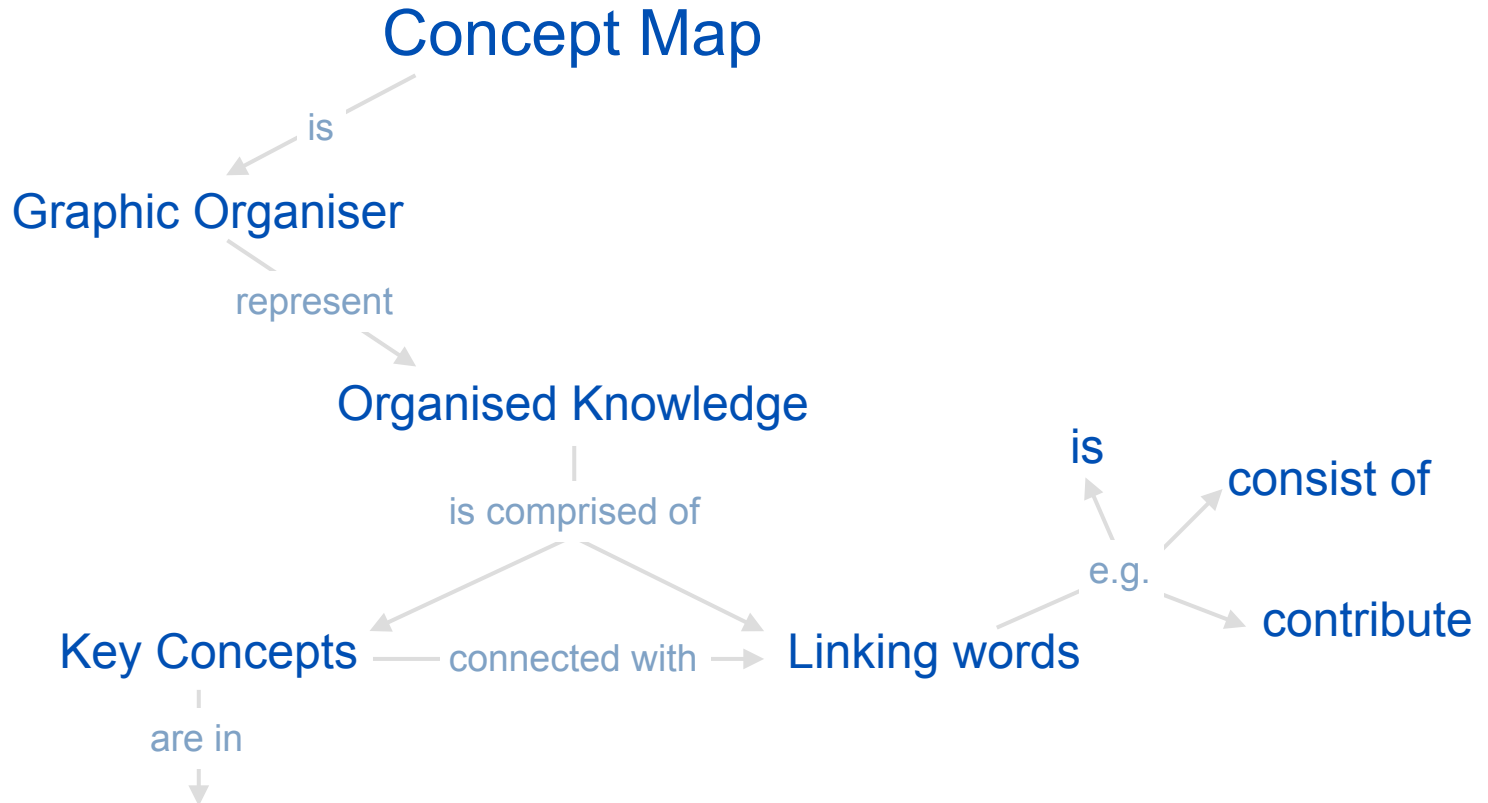 Concept Map
is
Graphic Organiser
represent
Organised Knowledge
is
consist of
is comprised of
e.g.
contribute
Key Concepts
connected with
Linking words
are in